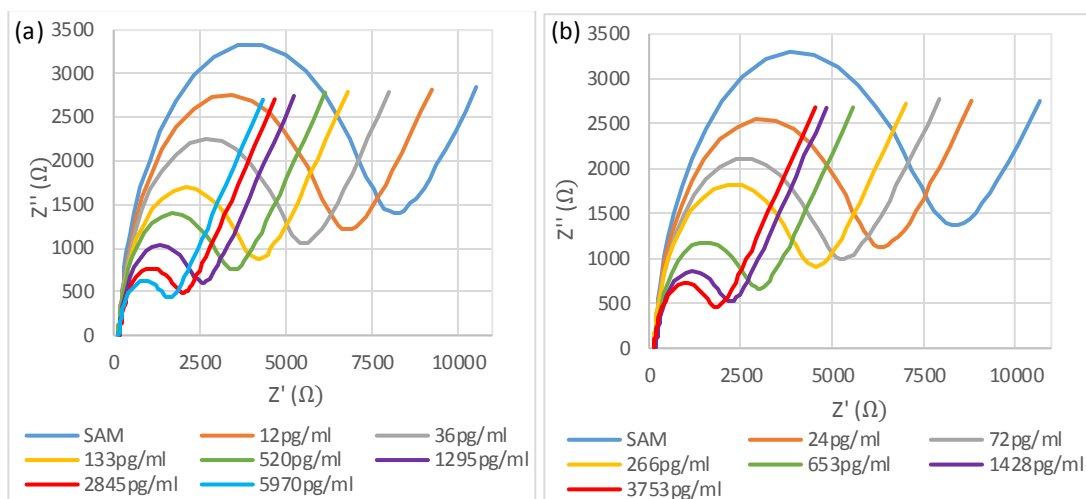 (a)
3500
3000
2500
2000
1500
1000
500
0
Z'' (Ω)
0 2500 5000 7500 10000
Z' (Ω)
SAM 12pg/ml 36pg/ml
133pg/ml 520pg/ml 1295pg/ml
2845pg/ml 5970pg/ml
(b)
3500
3000
2500
2000
1500
1000
500
0
Z'' (Ω)
0 2500 5000 7500 10000
Z' (Ω)
SAM 24pg/ml 72pg/ml
266pg/ml 653pg/ml 1428pg/ml
3753pg/ml